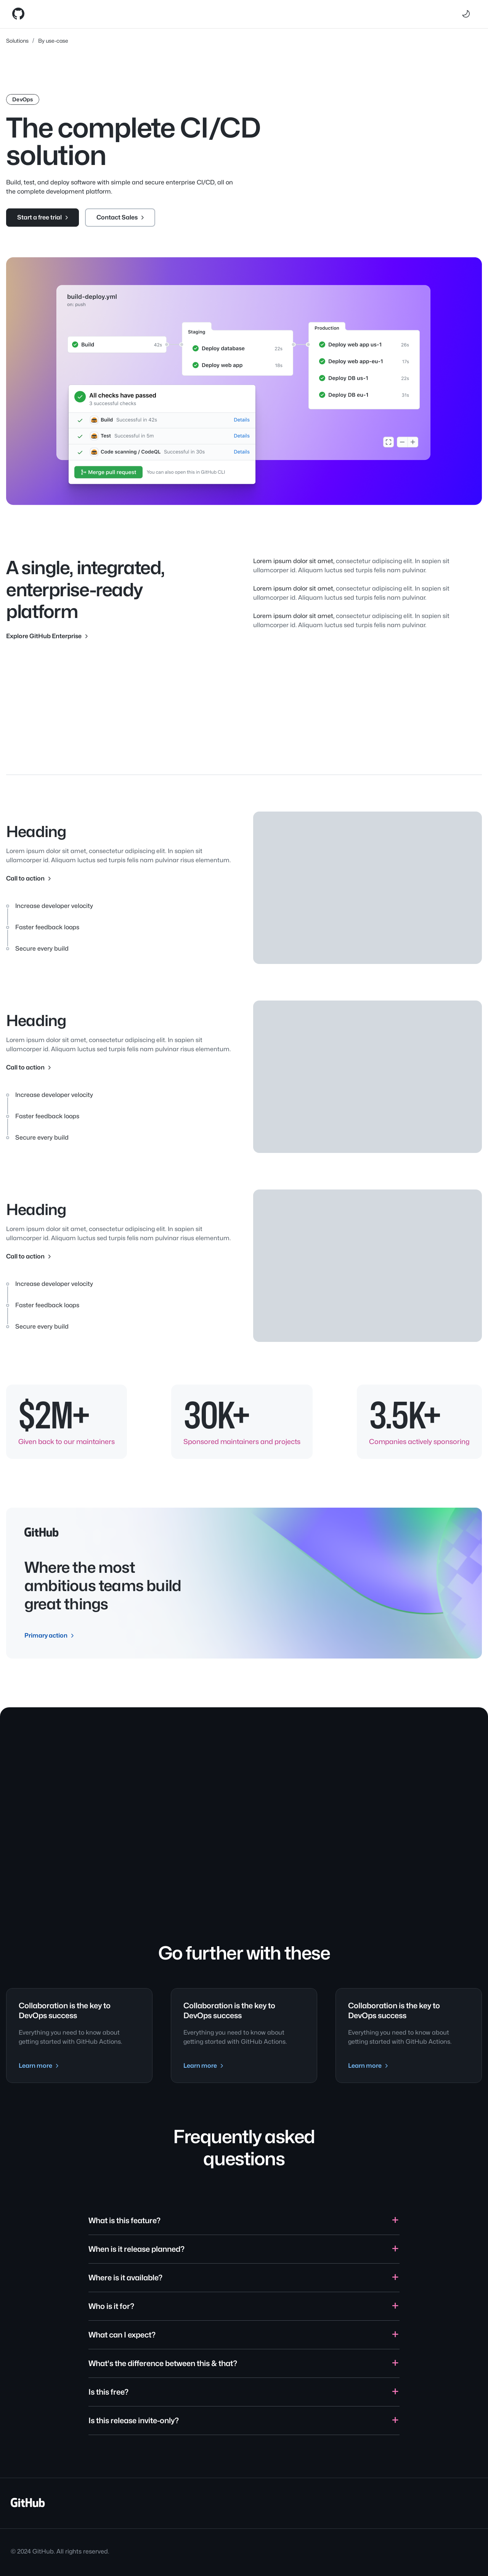 Solutions / By use case
DevOps
The complete CI/CD
solution
Build, test, and deploy software with simple and secure enterprise CI/CD, all on
the complete development platform.
Start a free trial
Contact Sales
build-deploy.yml
on: push
Build 42s
Staging
Deploy database 22s
Deploy web app 16s
Production
Deploy web app us-1 26s
Deploy web app-eu-1 17s
Deploy DB us-1 22s
Deploy DB eu-1 31s
All checks have passed
3 successful checks
Build Successful in 42s Details
Test Successful in 5m Details
Code scanning / CodeQL Successful in 30s Details
Merge pull request You can also open this in GitHub CLI
A single, integrated,
enterprise-ready
platform
Explore GitHub Enterprise
Lorem ipsum dolor sit amet, consectetur adipiscing elit. In sapien sit
ullamcorper id. Aliquam luctus sed turpis felis nam pulvinar.
Lorem ipsum dolor sit amet, consectetur adipiscing elit. In sapien sit
ullamcorper id. Aliquam luctus sed turpis felis nam pulvinar.
Lorem ipsum dolor sit amet, consectetur adipiscing elit. In sapien sit
ullamcorper id. Aliquam luctus sed turpis felis nam pulvinar.
Heading
Lorem ipsum dolor sit amet, consectetur adipiscing elit. In sapien sit
ullamcorper id. Aliquam luctus sed turpis felis nam pulvinar risus elementum.
Call to action
Increase developer velocity
Faster feedback loops
Secure every build
Heading
Lorem ipsum dolor sit amet, consectetur adipiscing elit. In sapien sit
ullamcorper id. Aliquam luctus sed turpis felis nam pulvinar risus elementum.
Call to action
Increase developer velocity
Faster feedback loops
Secure every build
Heading
Lorem ipsum dolor sit amet, consectetur adipiscing elit. In sapien sit
ullamcorper id. Aliquam luctus sed turpis felis nam pulvinar risus elementum.
Call to action
Increase developer velocity
Faster feedback loops
Secure every build
$2M+
Given back to our maintainers
30K+
Sponsored maintainers and projects
3.5K+
Companies actively sponsoring
GitHub
Where the most
ambitious teams build
great things
Primary action
Go further with these
Collaboration is the key to
DevOps success
Everything you need to know about
getting started with GitHub Actions.
Learn more
Collaboration is the key to
DevOps success
Everything you need to know about
getting started with GitHub Actions.
Learn more
Collaboration is the key to
DevOps success
Everything you need to know about
getting started with GitHub Actions.
Learn more
Frequently asked
questions
What is this feature?
When is it release planned?
Where is it available?
Who is it for?
What can I expect?
What's the difference between this & that?
Is this free?
Is this release invite-only?
GitHub
© 2024 GitHub. All rights reserved.